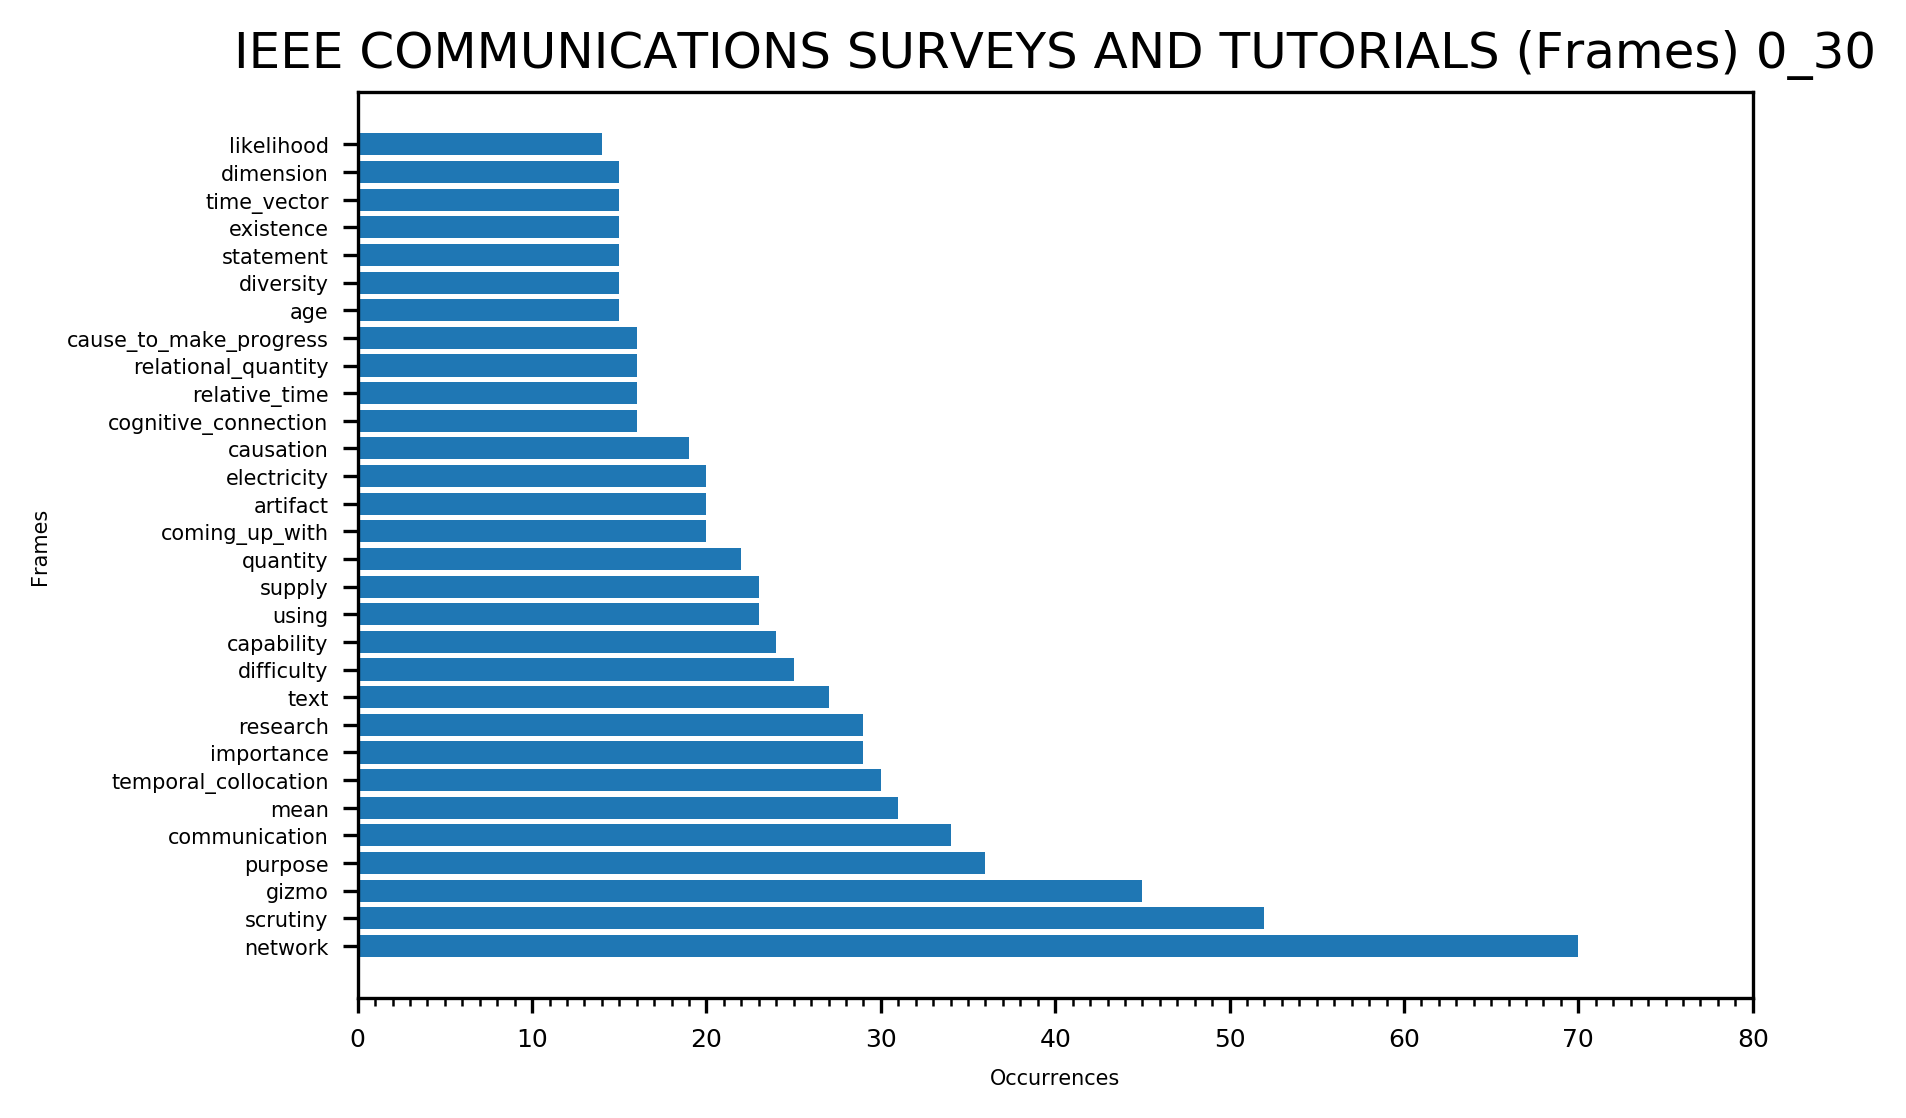 IEEE COMMUNICATIONS SURVEYS AND TUTORIALS (Frames) 0_30
likelihood
dimension
time_vector
existence
statement
diversity
age
cause_to_make_progress
relational_quantity
relative_time
cognitive_connection
causation
electricity
artifact
coming_up_with
quantity
supply
using
capability
difficulty
text
research
importance
temporal_collocation
mean
communication
purpose
gizmo
scrutiny
network
Frames
0 10 20 30 40 50 60 70 80
Occurrences